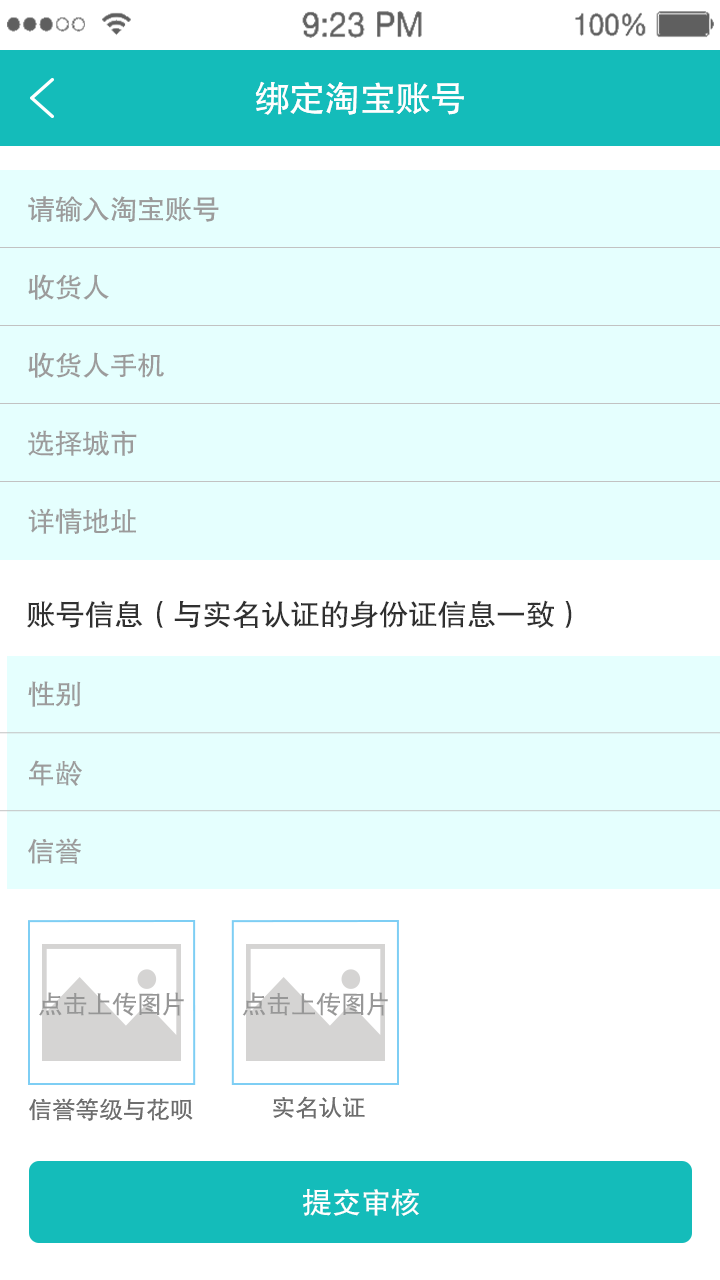 9:23 PM
100%
绑定淘宝账号
请输入淘宝账号
收货人
收货人手机
选择城市
详情地址
账号信息（与实名认证的身份证信息一致）
性别
年龄
信誉
点击上传图片
点击上传图片
信誉等级与花呗
实名认证
提交审核